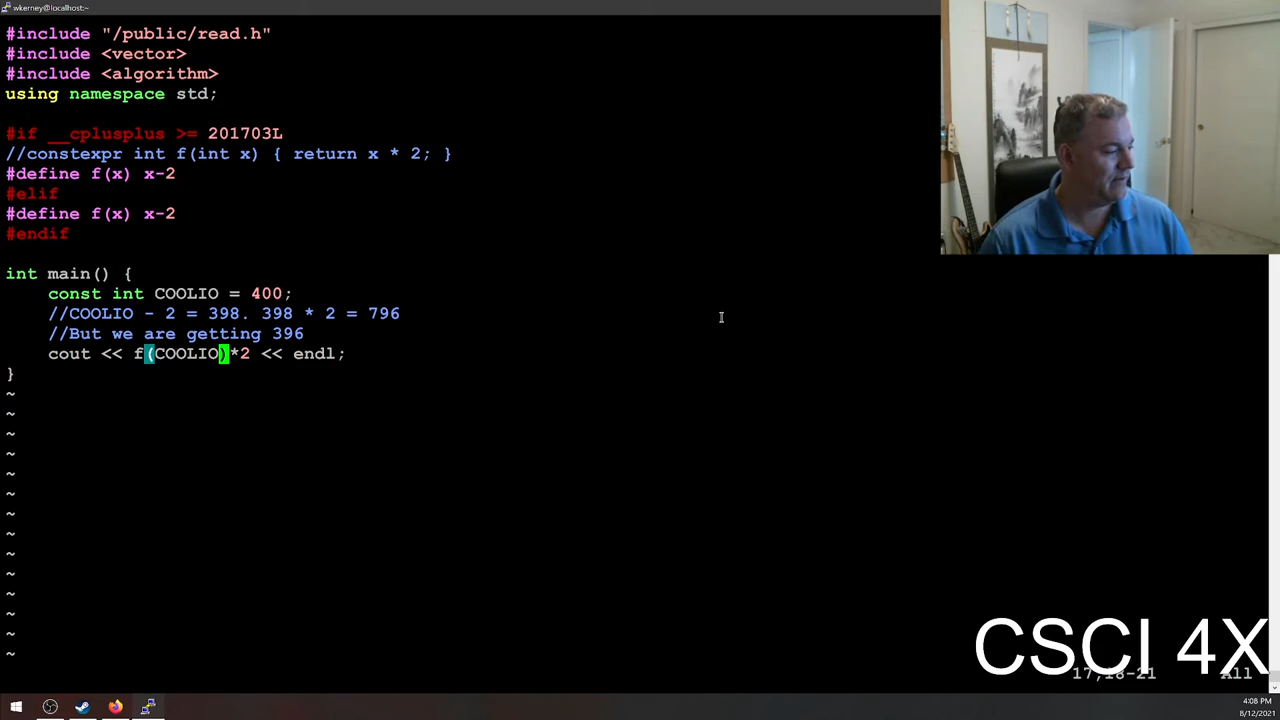 wkerney@localhost:~
#include "/public/read.h"
#include <vector>
#include <algorithm>
using namespace std;
#if __cplusplus >= 201703L
//constexpr int f(int x) { return x * 2; }
#define f(x) x-2
#elif
#define f(x) x-2
#endif
int main() {
const int COOLIO = 400;
//COOLIO - 2 = 398. 398 * 2 = 796
//But we are getting 396
cout << f(COOLIO)*2 << endl;
}
~
~
~
~
~
~
~
~
~
~
~
~
~
~
CSCI 4X
17,18-21 All
4:08 PM
8/12/2021